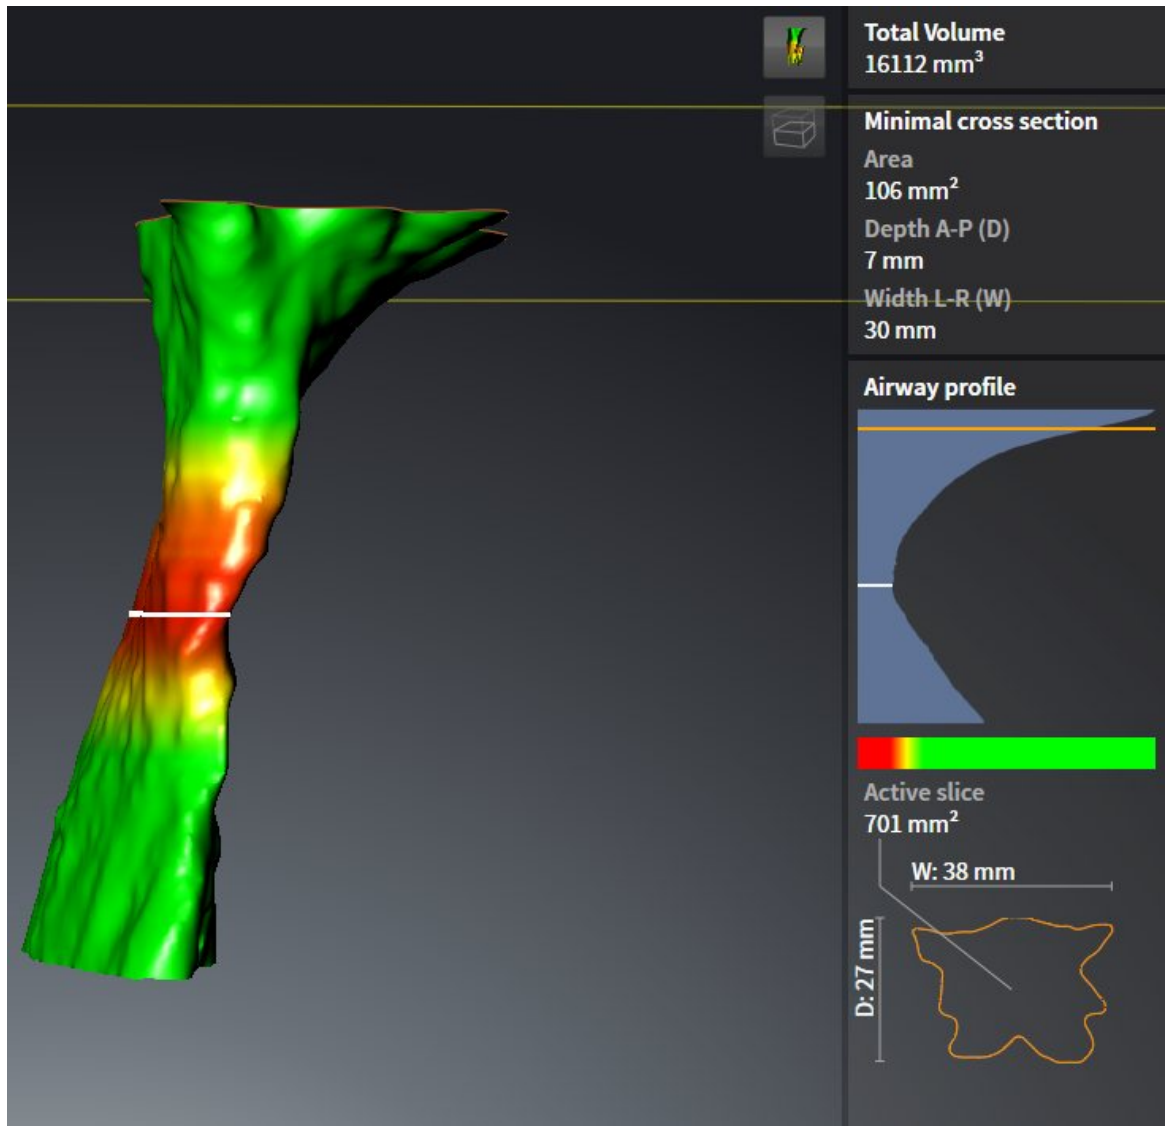 Total Volume
16112 mm³
Minimal cross section
Area
106 mm²
Depth A-P (D)
7 mm
Width L-R (W)
30 mm
Airway profile
Active slice
701 mm²
W: 38 mm
D: 27 mm